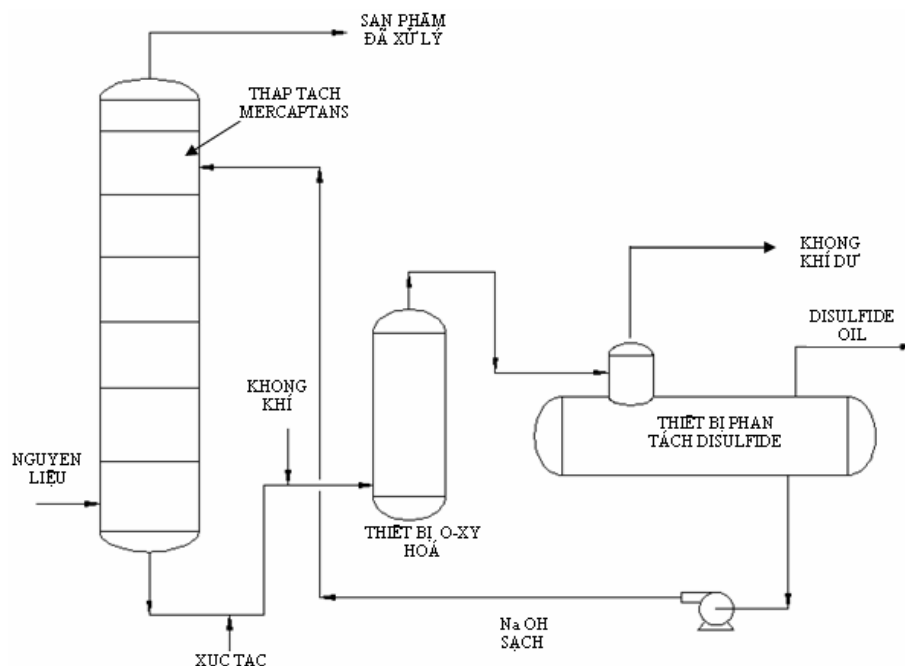 SAN PHẨM
ĐÃ XỬ LÝ
THAP TACH
MERCAPTANS
KHONG
KHÍ DƯ
DISULFIDE
OIL
KHONG
KHÍ
THIẾT BỊ PHAN
TÁCH DISULFIDE
NGUYEN
LIỆU
THIẾT BỊ O-XY
HOÁ
Na OH
SẠCH
XUC TAC